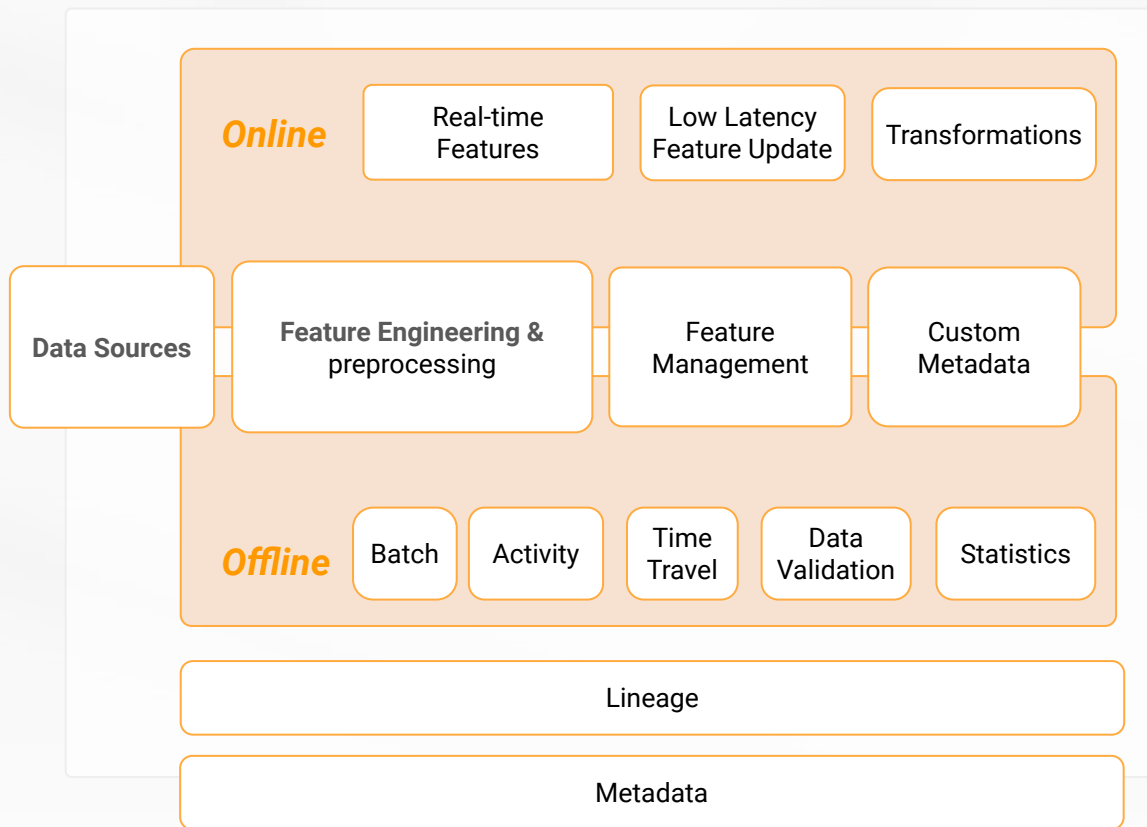 Online
Real-time
Features
Low Latency
Feature Update
Transformations
Data Sources
Feature Engineering &
preprocessing
Feature
Management
Custom
Metadata
Offline
Batch
Activity
Time
Travel
Data
Validation
Statistics
Lineage
Metadata